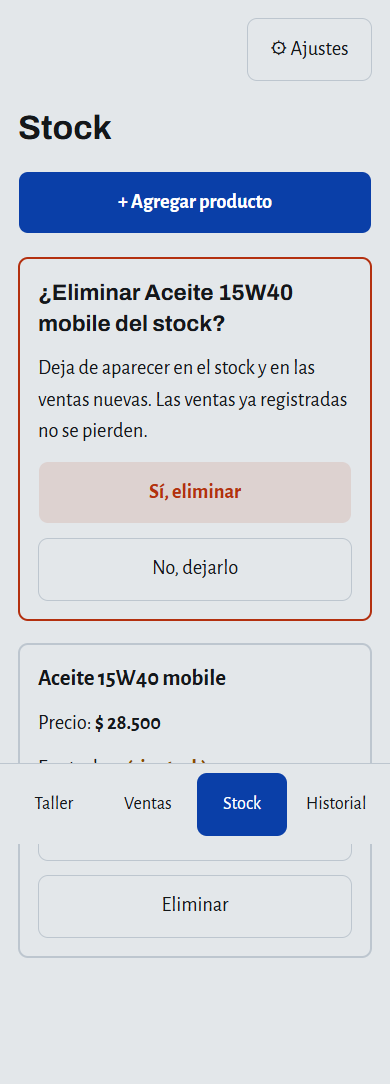 ⚙ Ajustes
Stock
+ Agregar producto
¿Eliminar Aceite 15W40
mobile del stock?
Deja de aparecer en el stock y en las
ventas nuevas. Las ventas ya registradas
no se pierden.
Sí, eliminar
No, dejarlo
Aceite 15W40 mobile
Precio: $ 28.500
Taller
Ventas
Stock
Historial
Eliminar